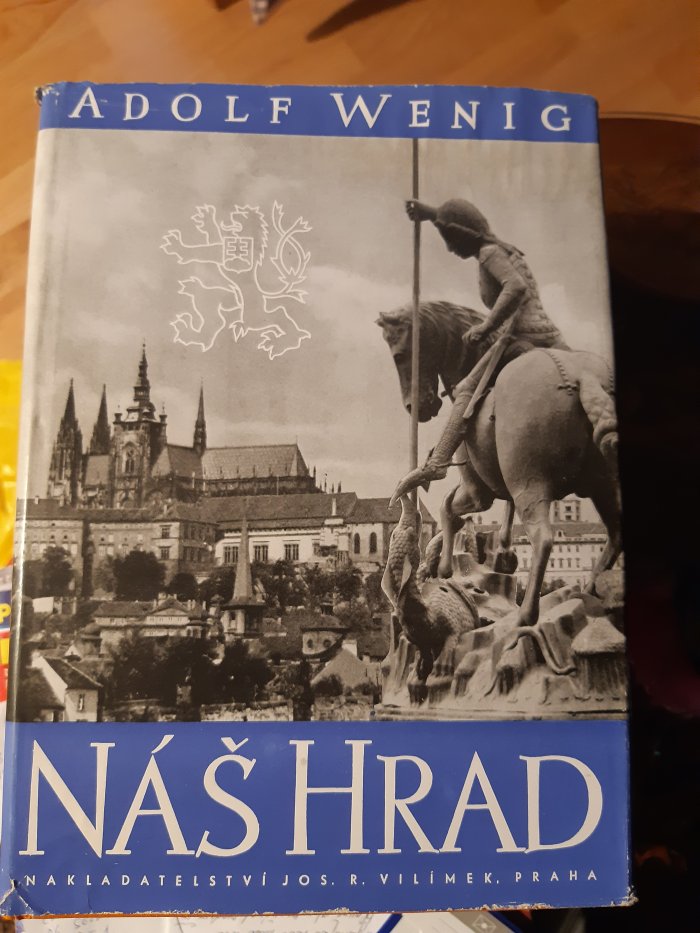 ADOLF WENIG
NÁŠ HRAD
NAKLADATELSTVÍ JOS. R. VILÍMEK, PRAHA